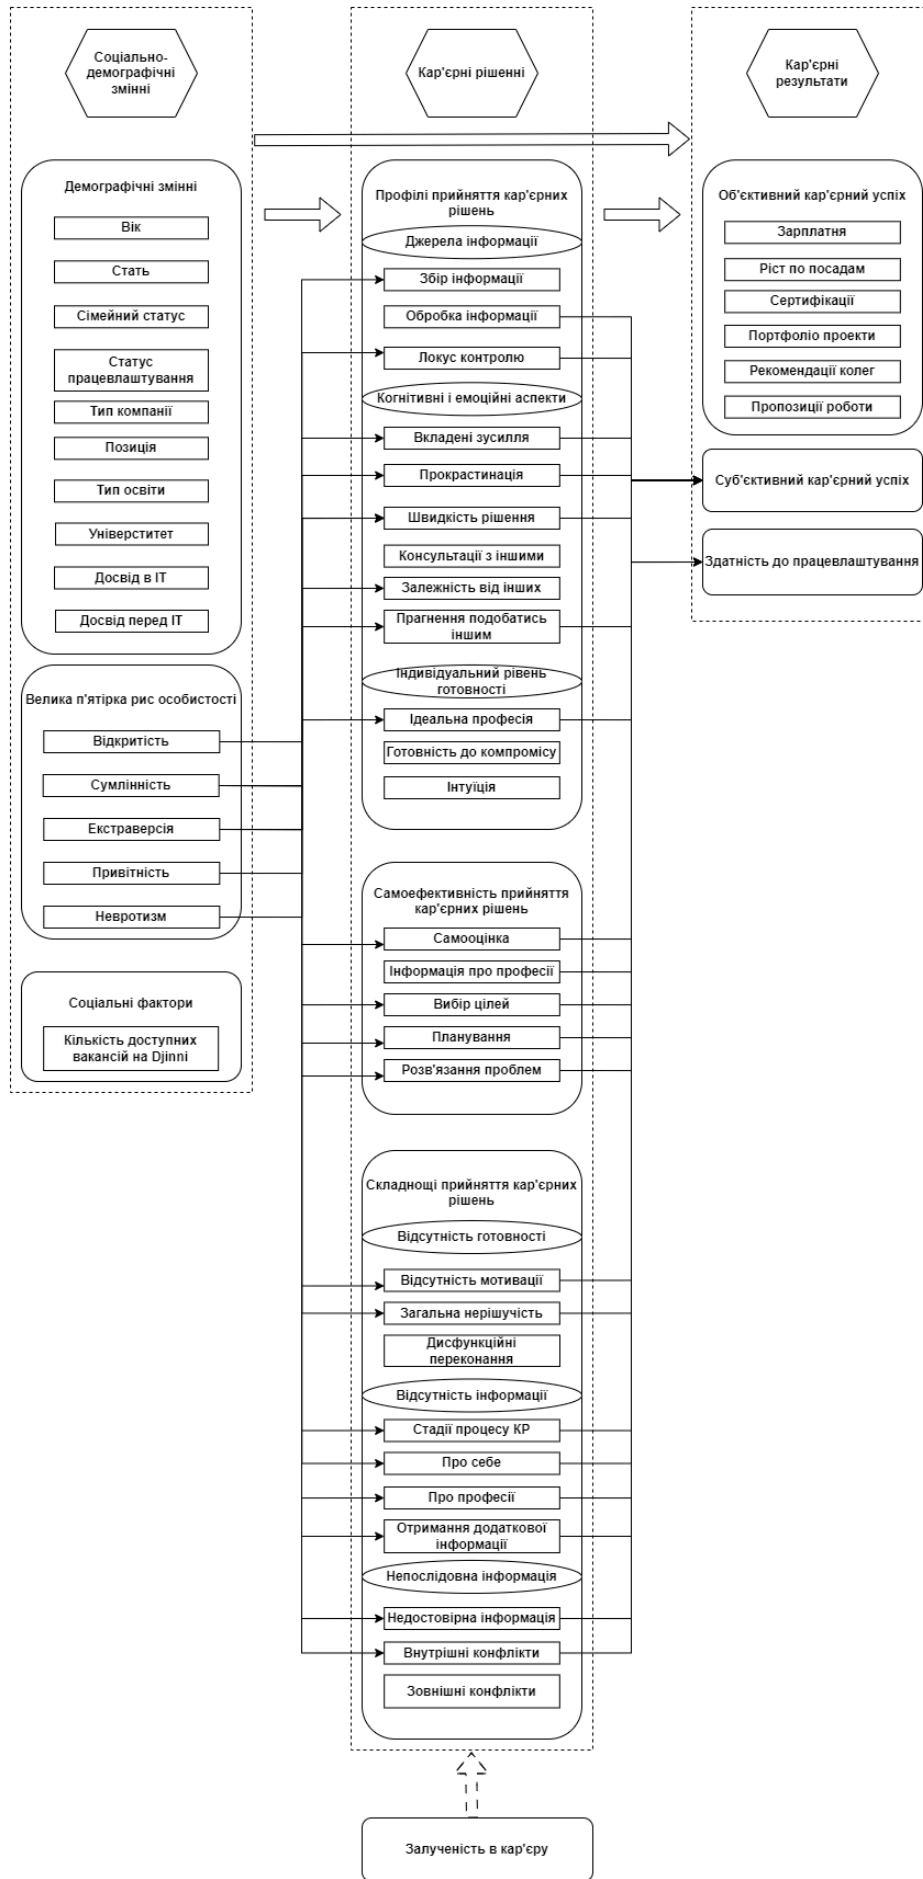 Соціально-
демографічні
змінні
Демографічні змінні
Вік
Стать
Сімейний статус
Статус
працевлаштування
Тип компанії
Позиція
Тип освіти
Універститет
Досвід в ІТ
Досвід перед ІТ
Велика п'ятірка рис особистості
Відкритість
Сумлінність
Екстраверсія
Привітність
Невротизм
Соціальні фактори
Кількість доступних
вакансій на Djinni
Кар'єрні рішенні
Профілі прийняття кар'єрних
рішень
Джерела інформації
Збір інформації
Обробка інформації
Локус контролю
Когнітивні і емоційні аспекти
Вкладені зусилля
Прокрастинація
Швидкість рішення
Консультації з іншими
Залежність від інших
Прагнення подобатись
іншим
Індивідуальний рівень
готовності
Ідеальна професія
Готовність до компромісу
Інтуїція
Самоефективність прийняття
кар'єрних рішень
Самооцінка
Інформація про професії
Вибір цілей
Планування
Розв'язання проблем
Складнощі прийняття кар'єрних
рішень
Відсутність готовності
Відсутність мотивації
Загальна нерішучість
Дисфункційні
переконання
Відсутність інформації
Стадії процесу КР
Про себе
Про професії
Отримання додаткової
інформації
Непослідовна інформація
Недостовірна інформація
Внутрішні конфлікти
Зовнішні конфлікти
Залученість в кар'єру
Кар'єрні
результати
Об'єктивний кар'єрний успіх
Зарплатня
Ріст по посадам
Сертифікації
Портфоліо проекти
Рекомендації колег
Пропозиції роботи
Суб'єктивний кар'єрний успіх
Здатність до працевлаштування